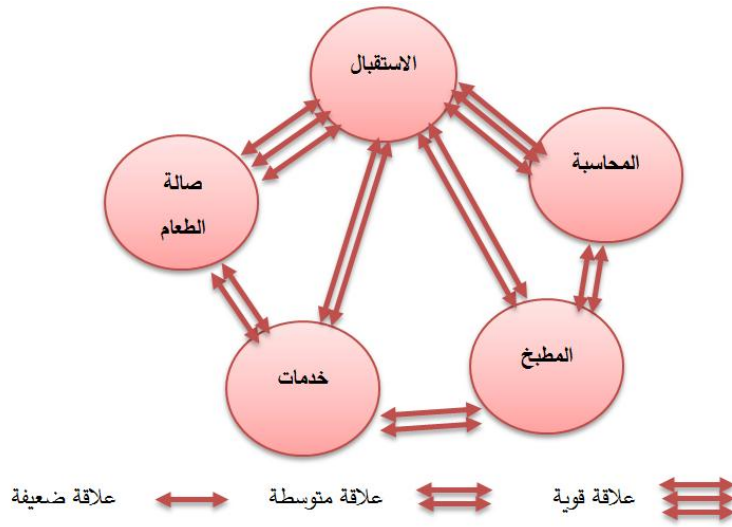 الاستقبال
المحاسبة
صالة
الطعام
المطبخ
خدمات
علاقة قوية
علاقة متوسطة
علاقة ضعيفة